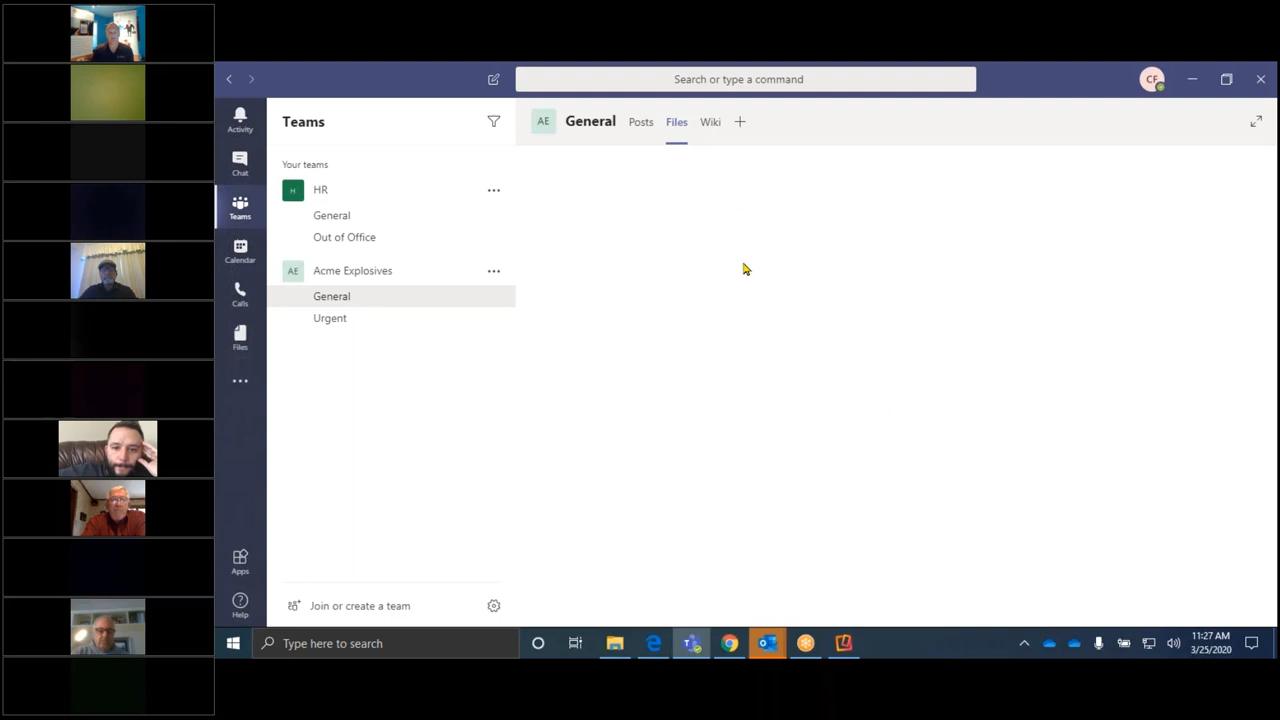 Search or type a command
CF
Activity
Chat
Teams
Calendar
Calls
Files
Apps
Help
Teams
Your teams
H
HR
General
Out of Office
AE
Acme Explosives
General
Urgent
Join or create a team
AE
General
Posts
Files
Wiki
Type here to search
11:27 AM
3/25/2020